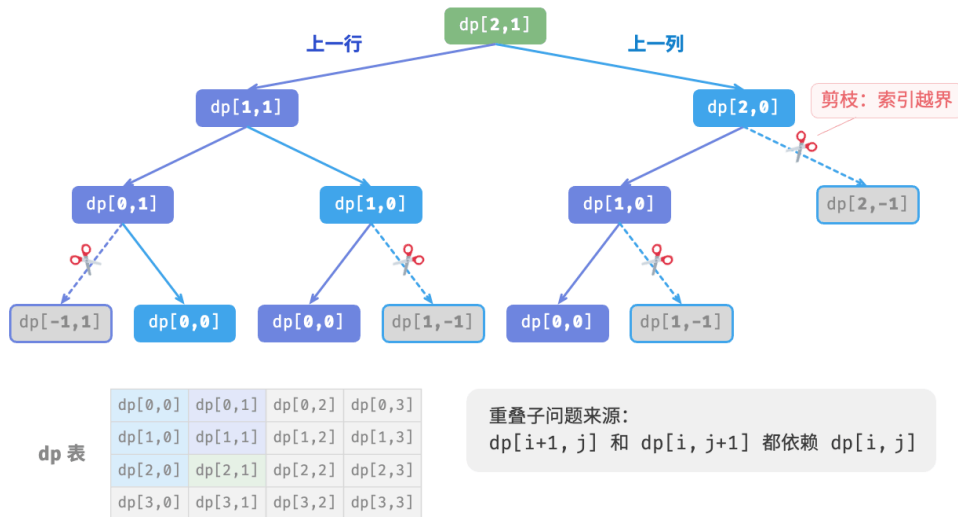 dp[2,1]
上一行
上一列
dp[1,1]
dp[2,0]
剪枝：索引越界
dp[0,1]
dp[1,0]
dp[1,0]
dp[2,-1]
dp[-1,1]
dp[0,0]
dp[0,0]
dp[1,-1]
dp[0,0]
dp[1,-1]
dp 表
dp[0,0] dp[0,1] dp[0,2] dp[0,3]
dp[1,0] dp[1,1] dp[1,2] dp[1,3]
dp[2,0] dp[2,1] dp[2,2] dp[2,3]
dp[3,0] dp[3,1] dp[3,2] dp[3,3]
重叠子问题来源：
dp[i+1,j] 和 dp[i,j+1] 都依赖 dp[i,j]